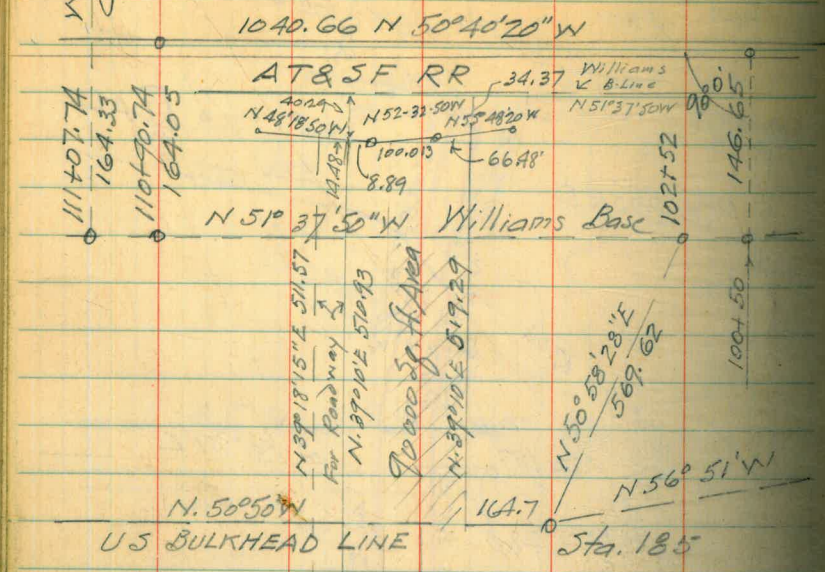 1040.66 N 50°40'20" W
AT&SF RR
34.37
Williams
B-Line
N51°37'50W
N 48°18'50W
N52-32-50W
N55°48'20W
100.013
66.48'
8.89
14.48
111+07.74
164.33
110+90.74
164.05
102+52
146.65
N 51° 37'50" W Williams Base
100+50
N39°18'15"E 511.57
For Roadway
N.39°10'E 510.93
90000 Sq. ft. Area
N.39°10'E 519.29
N 50° 58' 28" E
569.62
N 56° 51' W
N. 50°50'W
164.7
US BULKHEAD LINE
Sta. 185